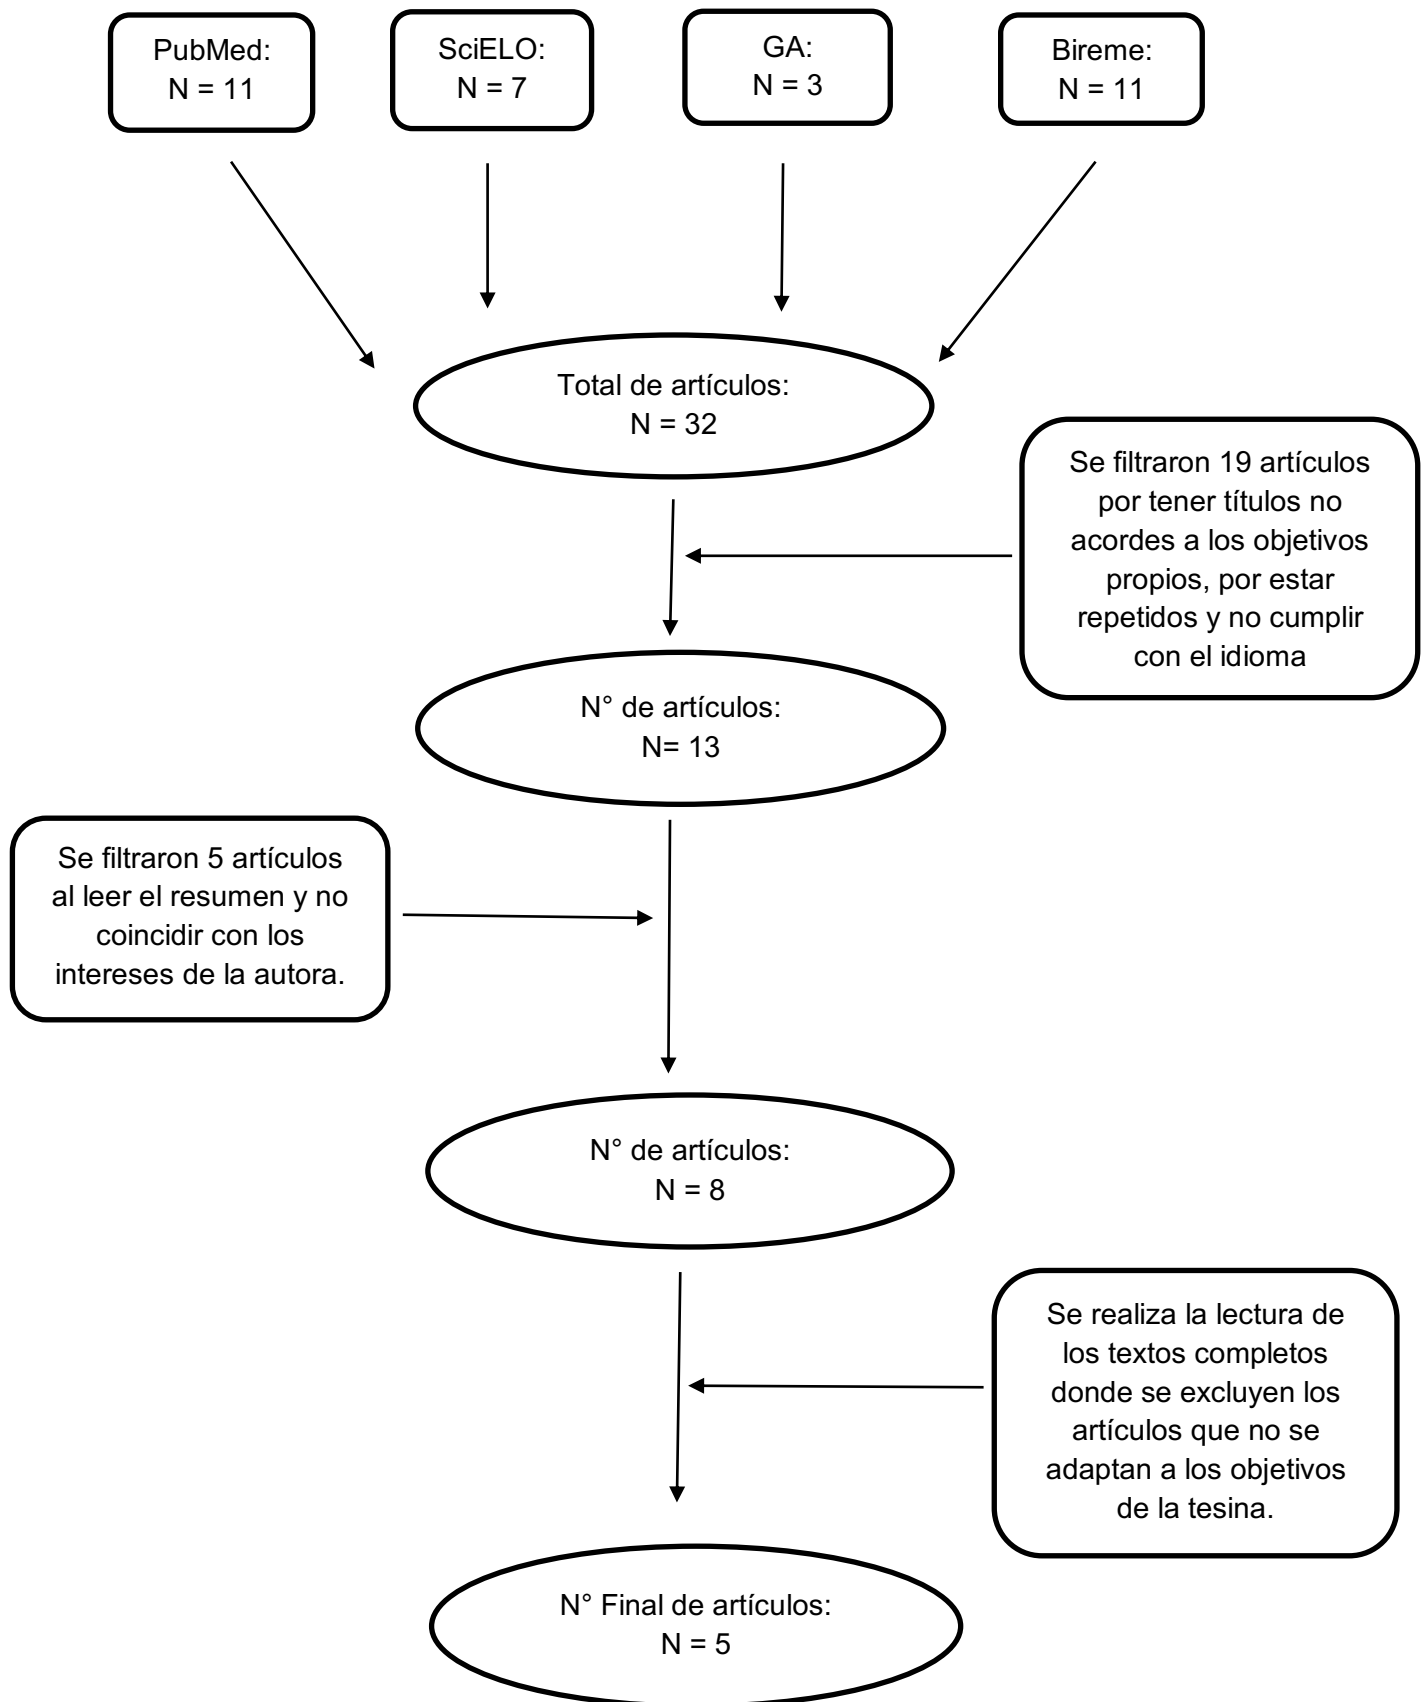 PubMed:
N = 11
SciELO:
N = 7
GA:
N = 3
Bireme:
N = 11
Total de artículos:
N = 32
Se filtraron 19 artículos
por tener títulos no
acordes a los objetivos
propios, por estar
repetidos y no cumplir
con el idioma
N° de artículos:
N= 13
Se filtraron 5 artículos
al leer el resumen y no
coincidir con los
intereses de la autora.
N° de artículos:
N = 8
Se realiza la lectura de
los textos completos
donde se excluyen los
artículos que no se
adaptan a los objetivos
de la tesina.
N° Final de artículos:
N = 5